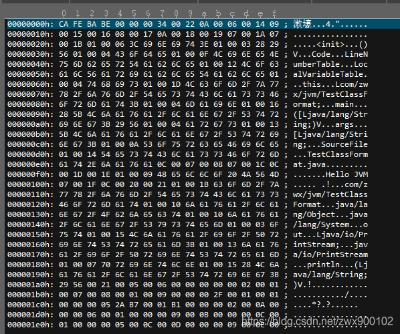 0 1 2 3 4 5 6 7 8 9 a b c d e f
00000000h: CA FE BA BE 00 00 00 34 00 22 0A 00 06 00 14 09 ; 漱壕...4."......
00000010h: 00 15 00 16 08 00 17 0A 00 18 00 19 07 00 1A 07 ; ................
00000020h: 00 1B 01 00 06 3C 69 6E 69 74 3E 01 00 03 28 29 ; .....<init>...()
00000030h: 56 01 00 04 43 6F 64 65 01 00 0F 4C 69 6E 65 4E ; V...Code...LineN
00000040h: 75 6D 62 65 72 54 61 62 6C 65 01 00 12 4C 6F 63 ; umberTable...Loc
00000050h: 61 6C 56 61 72 69 61 62 6C 65 54 61 62 6C 65 01 ; alVariableTable.
00000060h: 00 04 74 68 69 73 01 00 1D 4C 63 6F 6D 2F 7A 77 ; ..this...Lcom/zw
00000070h: 78 2F 6A 76 6D 2F 54 65 73 74 43 6C 61 73 73 46 ; x/jvm/TestClassF
00000080h: 6F 72 6D 61 74 3B 01 00 04 6D 61 69 6E 01 00 16 ; ormat;...main...
00000090h: 28 5B 4C 6A 61 76 61 2F 6C 61 6E 67 2F 53 74 72 ; ([Ljava/lang/Str
000000a0h: 69 6E 67 3B 29 56 01 00 04 61 72 67 73 01 00 13 ; ing;)V...args...
000000b0h: 5B 4C 6A 61 76 61 2F 6C 61 6E 67 2F 53 74 72 69 ; [Ljava/lang/Stri
000000c0h: 6E 67 3B 01 00 0A 53 6F 75 72 63 65 46 69 6C 65 ; ng;...SourceFile
000000d0h: 01 00 14 54 65 73 74 43 6C 61 73 73 46 6F 72 6D ; ...TestClassForm
000000e0h: 61 74 2E 6A 61 76 61 0C 00 07 00 08 07 00 1C 0C ; at.java.........
000000f0h: 00 1D 00 1E 01 00 09 48 65 6C 6C 6F 20 4A 56 4D ; .......Hello JVM
00000100h: 07 00 1F 0C 00 20 00 21 01 00 1B 63 6F 6D 2F 7A ; ..... .!...com/z
00000110h: 77 78 2F 6A 76 6D 2F 54 65 73 74 43 6C 61 73 73 ; wx/jvm/TestClass
00000120h: 46 6F 72 6D 61 74 01 00 10 6A 61 76 61 2F 6C 61 ; Format...java/la
00000130h: 6E 67 2F 4F 62 6A 65 63 74 01 00 10 6A 61 76 61 ; ng/Object...java
00000140h: 2F 6C 61 6E 67 2F 53 79 73 74 65 6D 01 00 03 6F ; /lang/System...o
00000150h: 75 74 01 00 15 4C 6A 61 76 61 2F 69 6F 2F 50 72 ; ut...Ljava/io/Pr
00000160h: 69 6E 74 53 74 72 65 61 6D 3B 01 00 13 6A 61 76 ; intStream;...jav
00000170h: 61 2F 69 6F 2F 50 72 69 6E 74 53 74 72 65 61 6D ; a/io/PrintStream
00000180h: 01 00 07 70 72 69 6E 74 6C 6E 01 00 15 28 4C 6A ; ...println...(Lj
00000190h: 61 76 61 2F 6C 61 6E 67 2F 53 74 72 69 6E 67 3B ; ava/lang/String;
000001a0h: 29 56 00 21 00 05 00 06 00 00 00 00 00 02 00 01 ; )V.!............
000001b0h: 00 07 00 08 00 01 00 09 00 00 00 2F 00 01 00 01 ; .........../....
000001c0h: 00 00 00 05 2A B7 00 01 B1 00 00 00 02 00 0A 00 ; ....*?.?........
000001d0h: 00 00 06 00 01 00 00 00 06 00 0B 00 00 00 0C 00
https://blog.csdn.net/zwx900102